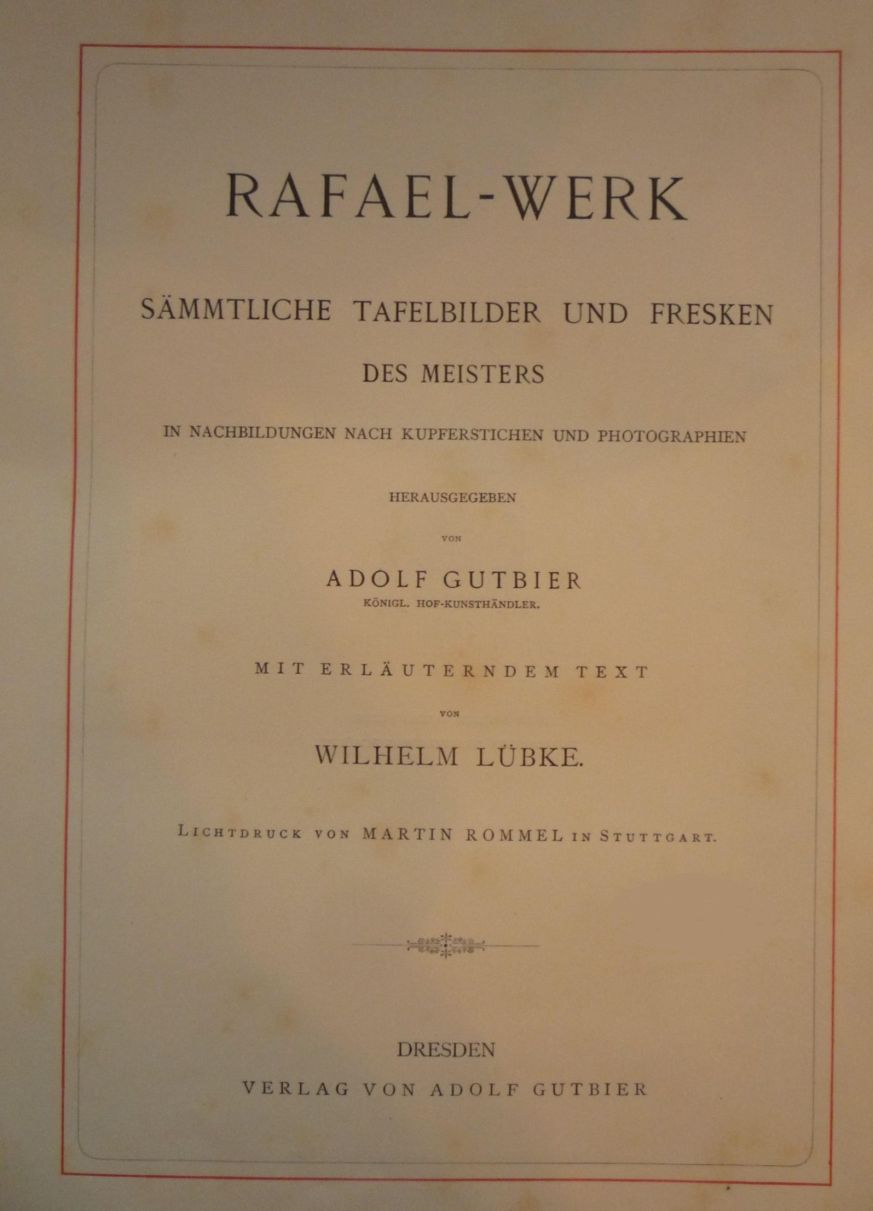 RAFAEL-WERK
SÄMMTLICHE TAFELBILDER UND FRESKEN
DES MEISTERS
IN NACHBILDUNGEN NACH KUPFERSTICHEN UND PHOTOGRAPHIEN
HERAUSGEGEBEN
VON
ADOLF GUTBIER
KÖNIGL. HOF-KUNSTHÄNDLER.
MIT ERLÄUTERNDEM TEXT
VON
WILHELM LÜBKE.
LICHTDRUCK VON MARTIN ROMMEL IN STUTTGART.
DRESDEN
VERLAG VON ADOLF GUTBIER